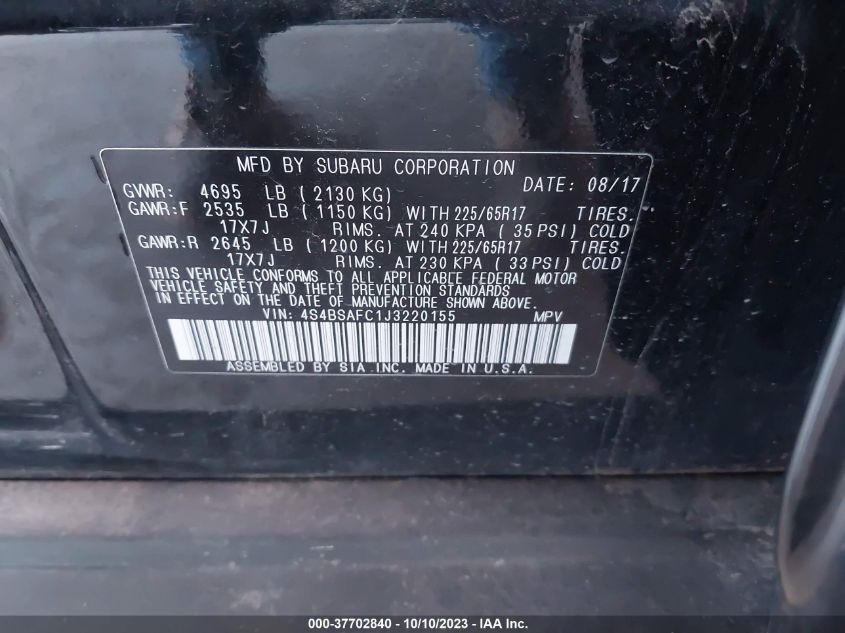 MFD BY SUBARU CORPORATION
DATE: 08/17
GVWR: 4695 LB ( 2130 KG)
GAWR:F 2535 LB ( 1150 KG) WITH 225/65R17 TIRES.
17X7J RIMS. AT 240 KPA ( 35 PSI) COLD
GAWR:R 2645 LB ( 1200 KG) WITH 225/65R17 TIRES.
17X7J RIMS. AT 230 KPA ( 33 PSI) COLD
THIS VEHICLE CONFORMS TO ALL APPLICABLE FEDERAL MOTOR
VEHICLE SAFETY AND THEFT PREVENTION STANDARDS
IN EFFECT ON THE DATE OF MANUFACTURE SHOWN ABOVE.
VIN: 4S4BSAFC1J3220155 MPV
ASSEMBLED BY SIA INC. MADE IN U.S.A.
000-37702840 - 10/10/2023 - IAA Inc.